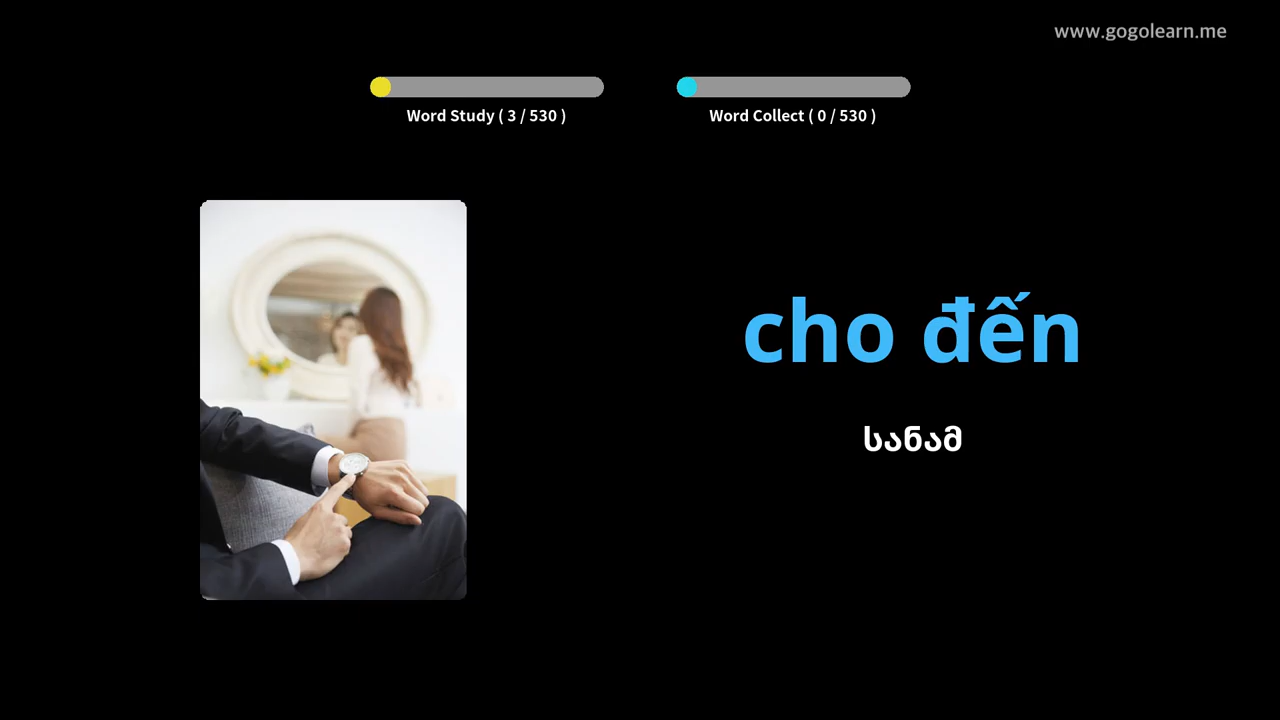 www.gogolearn.me
Word Study ( 3 / 530 )
Word Collect ( 0 / 530 )
cho đến
სანამ